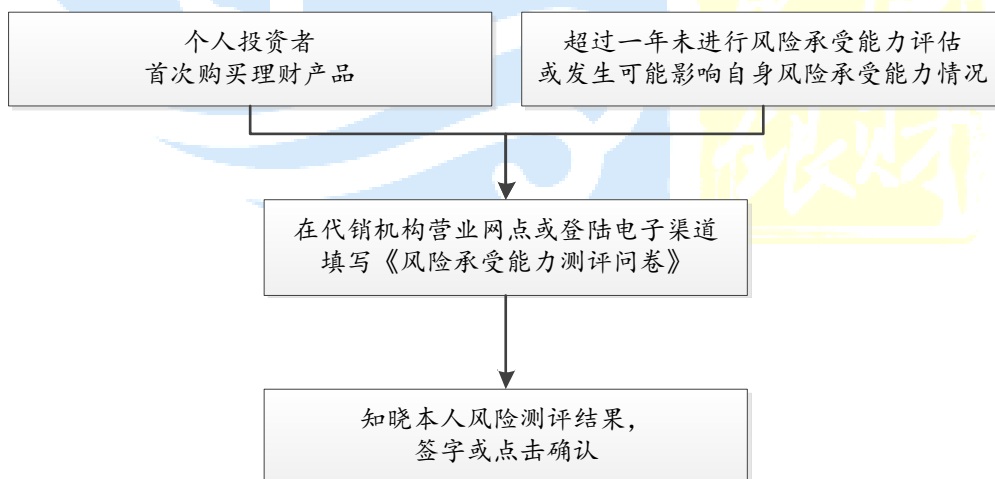 个人投资者
首次购买理财产品
超过一年未进行风险承受能力评估
或发生可能影响自身风险承受能力情况
在代销机构营业网点或登陆电子渠道
填写《风险承受能力测评问卷》
知晓本人风险测评结果，
签字或点击确认